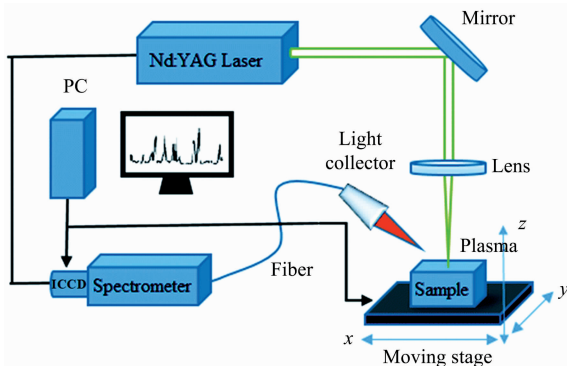 Mirror
Nd:YAG Laser
PC
Light
collector
Lens
z
Plasma
ICCD
Spectrometer
Fiber
Sample
y
x
Moving stage